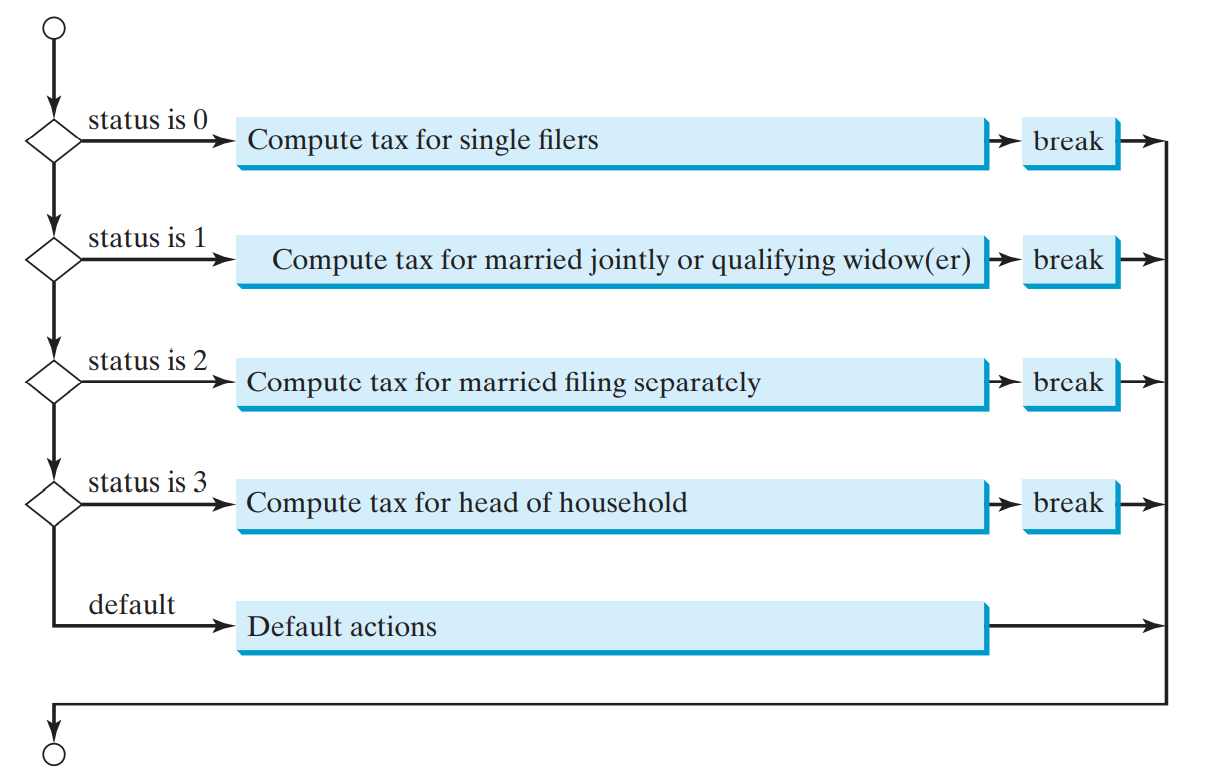 status is 0
Compute tax for single filers
break
status is 1
Compute tax for married jointly or qualifying widow(er)
break
status is 2
Compute tax for married filing separately
break
status is 3
Compute tax for head of household
break
default
Default actions